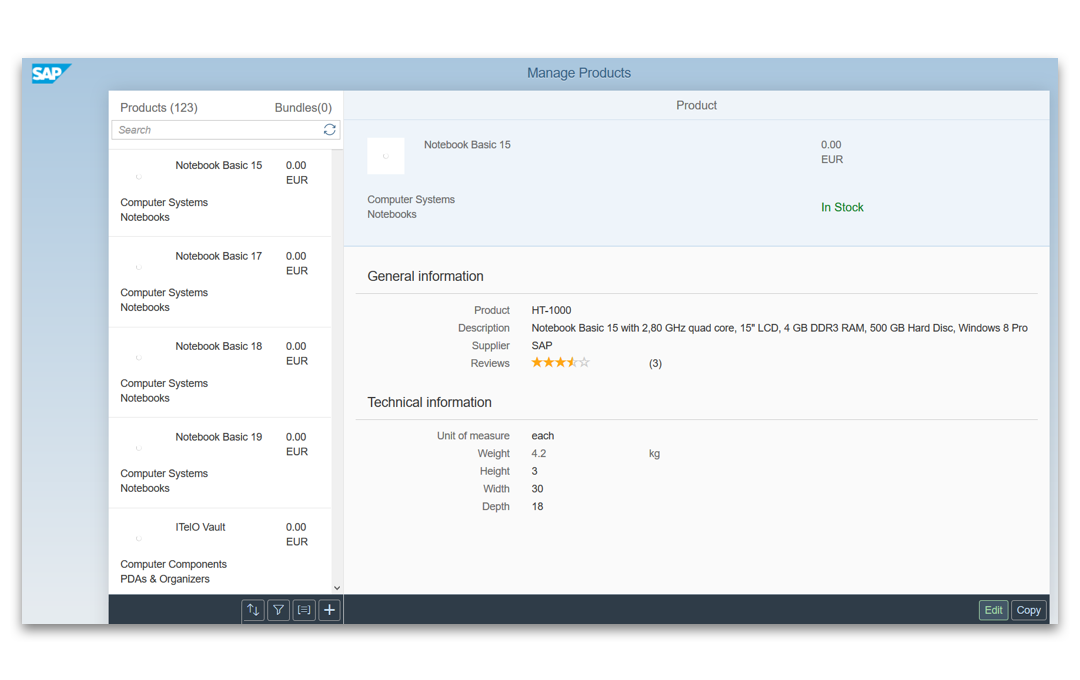 SAP
Manage Products
Products (123) Bundles(0)
Search
Notebook Basic 15 0.00
EUR
Computer Systems
Notebooks
Notebook Basic 17 0.00
EUR
Computer Systems
Notebooks
Notebook Basic 18 0.00
EUR
Computer Systems
Notebooks
Notebook Basic 19 0.00
EUR
Computer Systems
Notebooks
ITelO Vault 0.00
EUR
Computer Components
PDAs & Organizers
Product
Notebook Basic 15 0.00
EUR
Computer Systems
Notebooks
In Stock
General information
Product HT-1000
Description Notebook Basic 15 with 2,80 GHz quad core, 15" LCD, 4 GB DDR3 RAM, 500 GB Hard Disc, Windows 8 Pro
Supplier SAP
Reviews (3)
Technical information
Unit of measure each
Weight 4.2 kg
Height 3
Width 30
Depth 18
Edit Copy